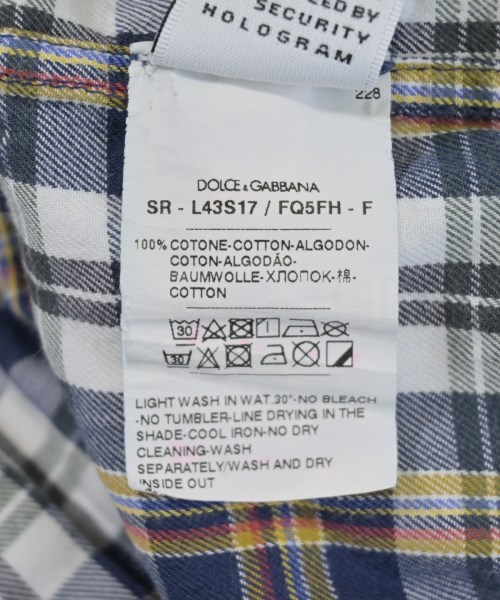 ED BY
SECURITY
HOLOGRAM
228
DOLCE & GABBANA
SR - L43S17 / FQ5FH - F
100% COTONE-COTTON-ALGODON-
COTON-ALGODÃO-
BAUMWOLLE-ХЛОПОК-棉-
COTTON
30
30
LIGHT WASH IN WAT.30°-NO BLEACH
-NO TUMBLER-LINE DRYING IN THE
SHADE-COOL IRON-NO DRY
CLEANING-WASH
SEPARATELY/WASH AND DRY
INSIDE OUT